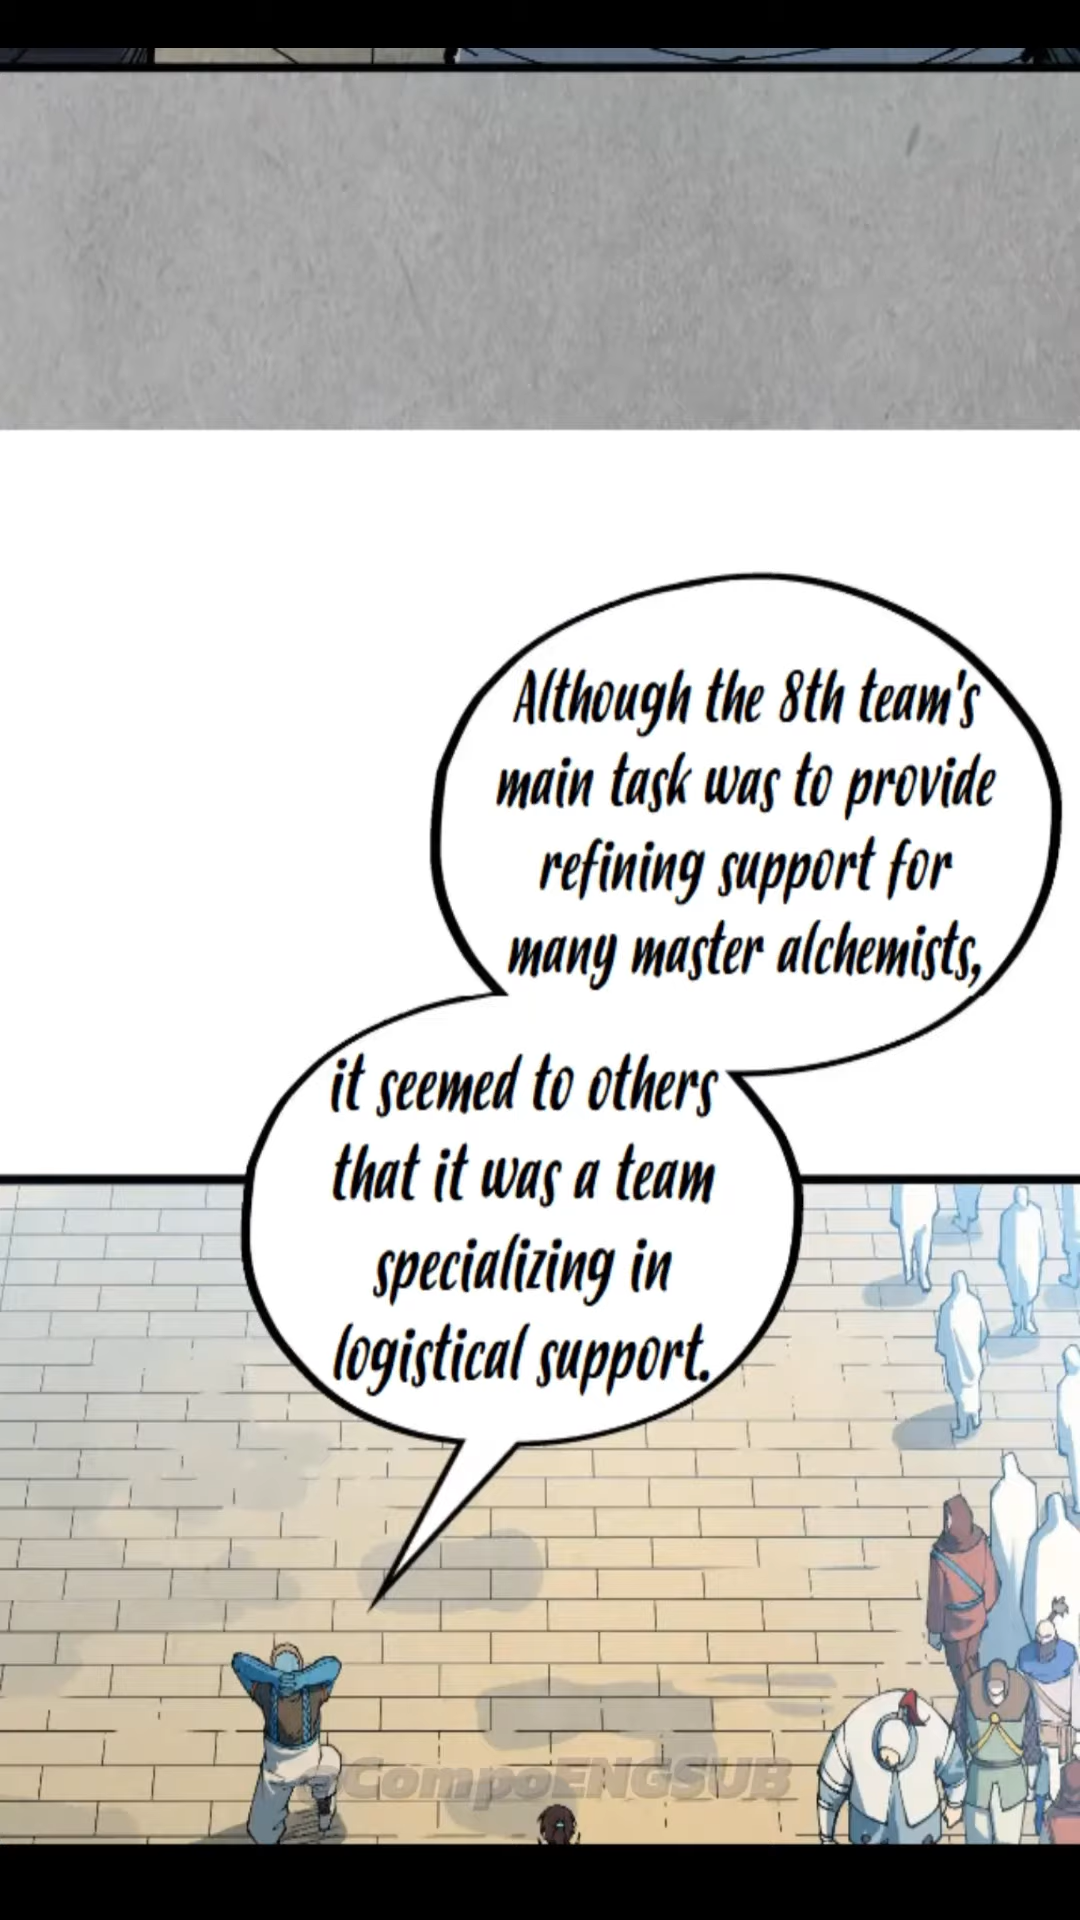 Although the 8th team's
main task was to provide
refining support for
many master alchemists,
it seemed to others
that it was a team
specializing in
logistical support.
eCompoENGSUB